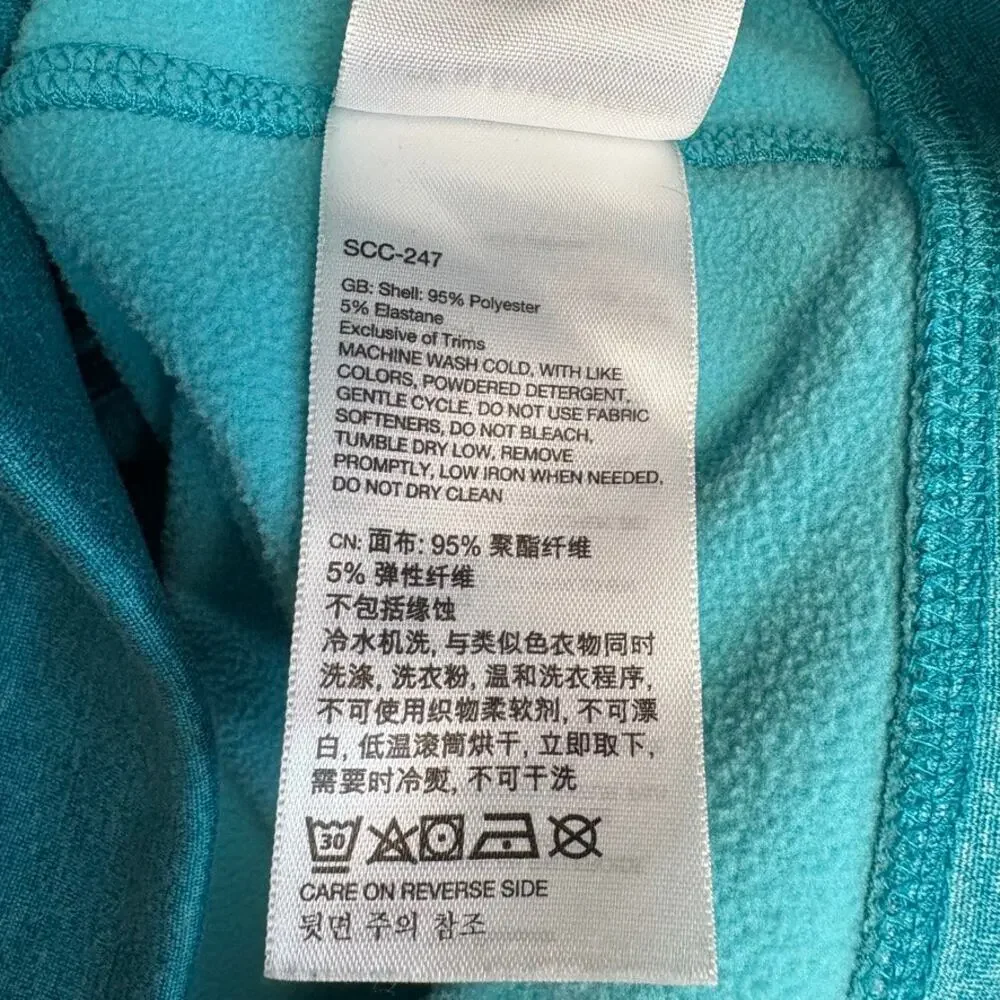 SCC-247
GB: Shell: 95% Polyester
5% Elastane
Exclusive of Trims
MACHINE WASH COLD, WITH LIKE
COLORS, POWDERED DETERGENT,
GENTLE CYCLE, DO NOT USE FABRIC
SOFTENERS, DO NOT BLEACH,
TUMBLE DRY LOW, REMOVE
PROMPTLY, LOW IRON WHEN NEEDED,
DO NOT DRY CLEAN
CN: 面布: 95% 聚酯纤维
5% 弹性纤维
不包括缘蚀
冷水机洗, 与类似色衣物同时
洗涤, 洗衣粉, 温和洗衣程序,
不可使用织物柔软剂, 不可漂
白, 低温滚筒烘干, 立即取下,
需要时冷熨, 不可干洗
30
CARE ON REVERSE SIDE
뒷면 주의 참조